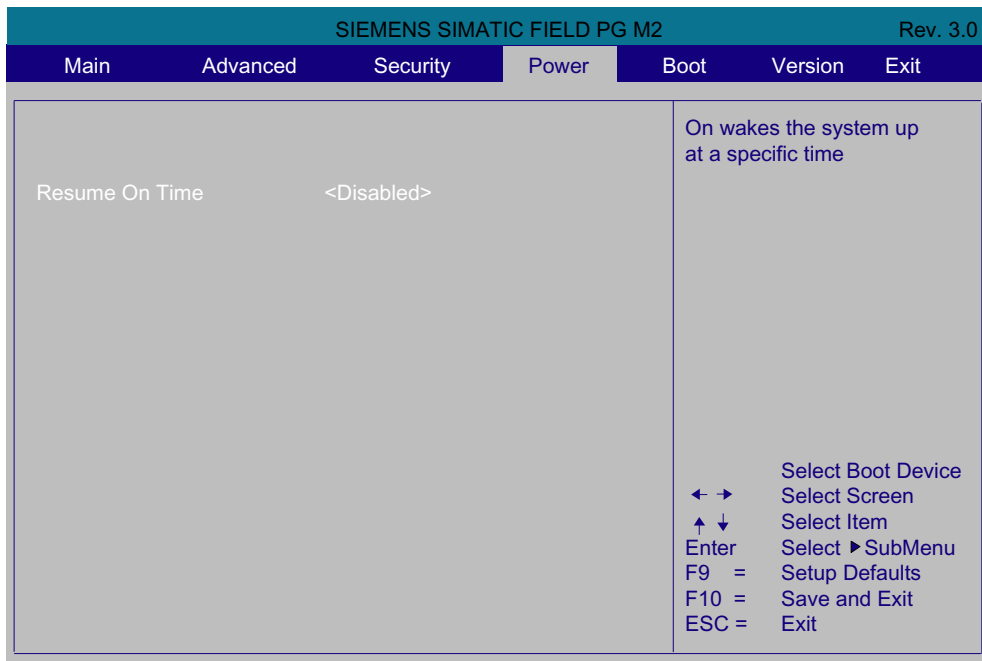 SIEMENS SIMATIC FIELD PG M2 Rev. 3.0
Main Advanced Security Power Boot Version Exit
On wakes the system up
at a specific time
Resume On Time <Disabled>
Select Boot Device
← → Select Screen
↑ ↓ Select Item
Enter Select ▶ SubMenu
F9 = Setup Defaults
F10 = Save and Exit
ESC = Exit